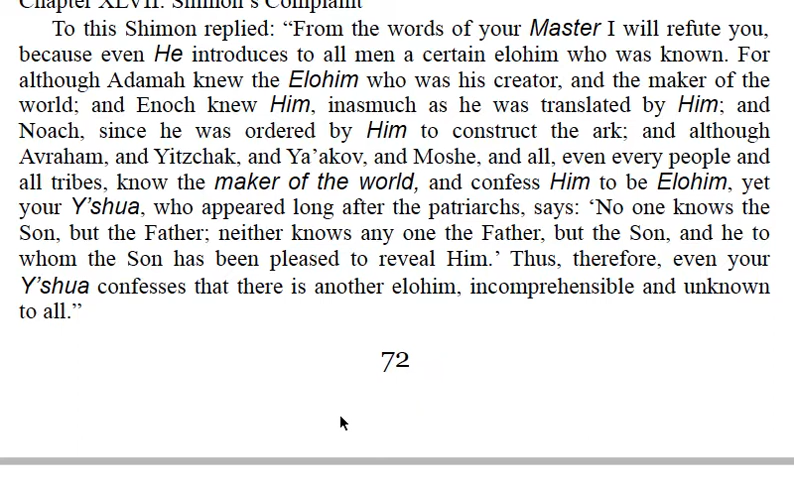 Chapter XLVII: Shimon's Complaint
To this Shimon replied: “From the words of your Master I will refute you,
because even He introduces to all men a certain elohim who was known. For
although Adamah knew the Elohim who was his creator, and the maker of the
world; and Enoch knew Him, inasmuch as he was translated by Him; and
Noach, since he was ordered by Him to construct the ark; and although
Avraham, and Yitzchak, and Ya’akov, and Moshe, and all, even every people and
all tribes, know the maker of the world, and confess Him to be Elohim, yet
your Y’shua, who appeared long after the patriarchs, says: ‘No one knows the
Son, but the Father; neither knows any one the Father, but the Son, and he to
whom the Son has been pleased to reveal Him.’ Thus, therefore, even your
Y’shua confesses that there is another elohim, incomprehensible and unknown
to all.”
72